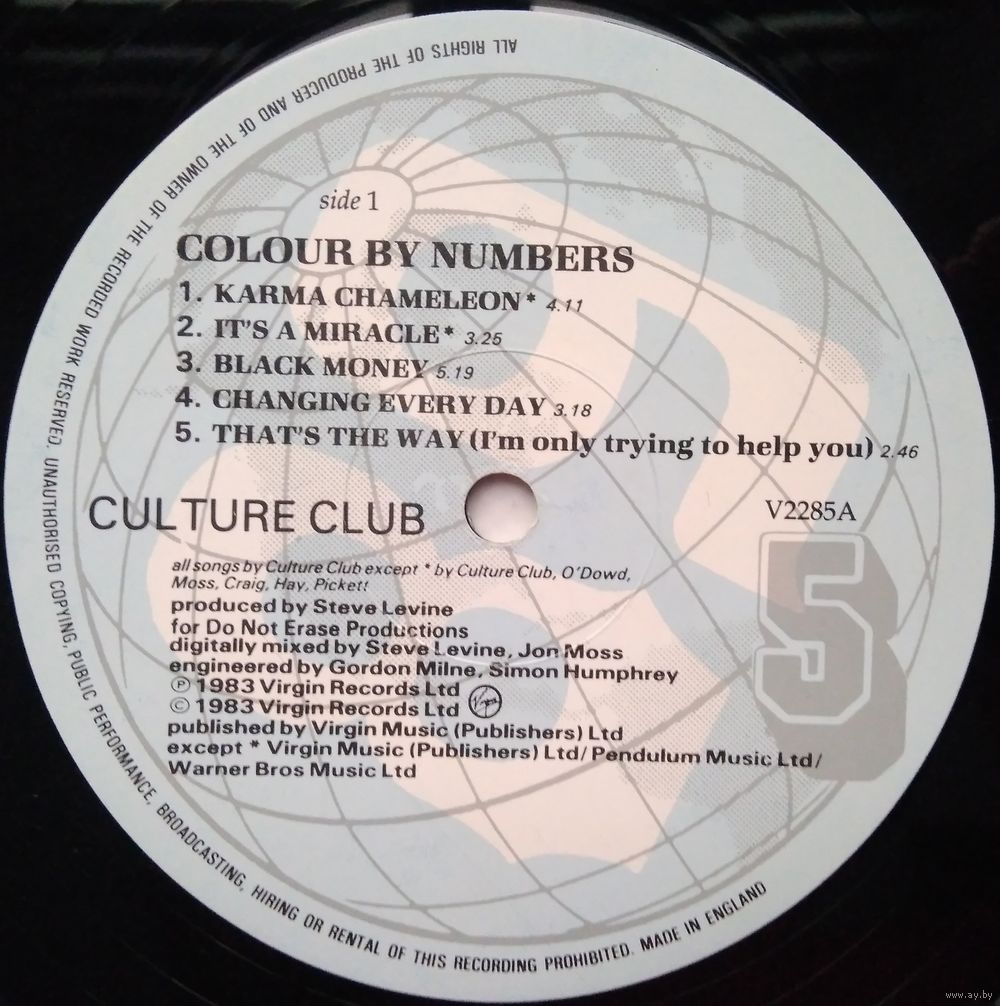 ALL RIGHTS OF THE PRODUCER AND OF THE OWNER OF THE RECORDED WORK RESERVED. UNAUTHORISED COPYING, PUBLIC PERFORMANCE, BROADCASTING, HIRING OR RENTAL OF THIS RECORDING PROHIBITED. MADE IN ENGLAND
side 1
COLOUR BY NUMBERS
1. KARMA CHAMELEON* 4.11
2. IT'S A MIRACLE* 3.25
3. BLACK MONEY 5.19
4. CHANGING EVERY DAY 3.18
5. THAT'S THE WAY (I'm only trying to help you) 2.46
CULTURE CLUB
V2285A
all songs by Culture Club except * by Culture Club, O'Dowd,
Moss, Craig, Hay, Pickett
produced by Steve Levine
for Do Not Erase Productions
digitally mixed by Steve Levine, Jon Moss
engineered by Gordon Milne, Simon Humphrey
℗ 1983 Virgin Records Ltd
© 1983 Virgin Records Ltd
Virgin
published by Virgin Music (Publishers) Ltd
except * Virgin Music (Publishers) Ltd/Pendulum Music Ltd/
Warner Bros Music Ltd
5
www.ay.by